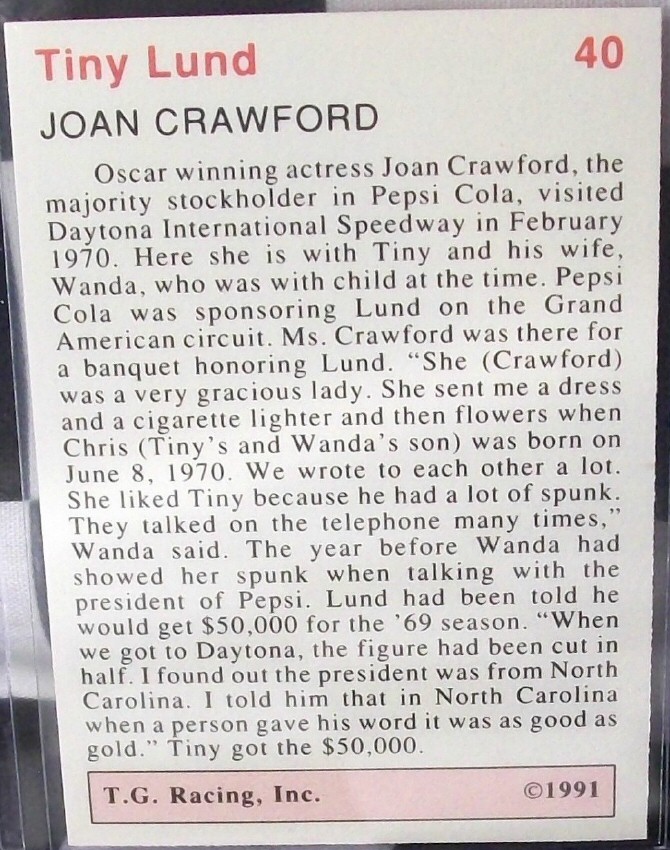 Tiny Lund 40
JOAN CRAWFORD
Oscar winning actress Joan Crawford, the
majority stockholder in Pepsi Cola, visited
Daytona International Speedway in February
1970. Here she is with Tiny and his wife,
Wanda, who was with child at the time. Pepsi
Cola was sponsoring Lund on the Grand
American circuit. Ms. Crawford was there for
a banquet honoring Lund. “She (Crawford)
was a very gracious lady. She sent me a dress
and a cigarette lighter and then flowers when
Chris (Tiny’s and Wanda’s son) was born on
June 8, 1970. We wrote to each other a lot.
She liked Tiny because he had a lot of spunk.
They talked on the telephone many times,”
Wanda said. The year before Wanda had
showed her spunk when talking with the
president of Pepsi. Lund had been told he
would get $50,000 for the ’69 season. “When
we got to Daytona, the figure had been cut in
half. I found out the president was from North
Carolina. I told him that in North Carolina
when a person gave his word it was as good as
gold.” Tiny got the $50,000.
T.G. Racing, Inc. ©1991